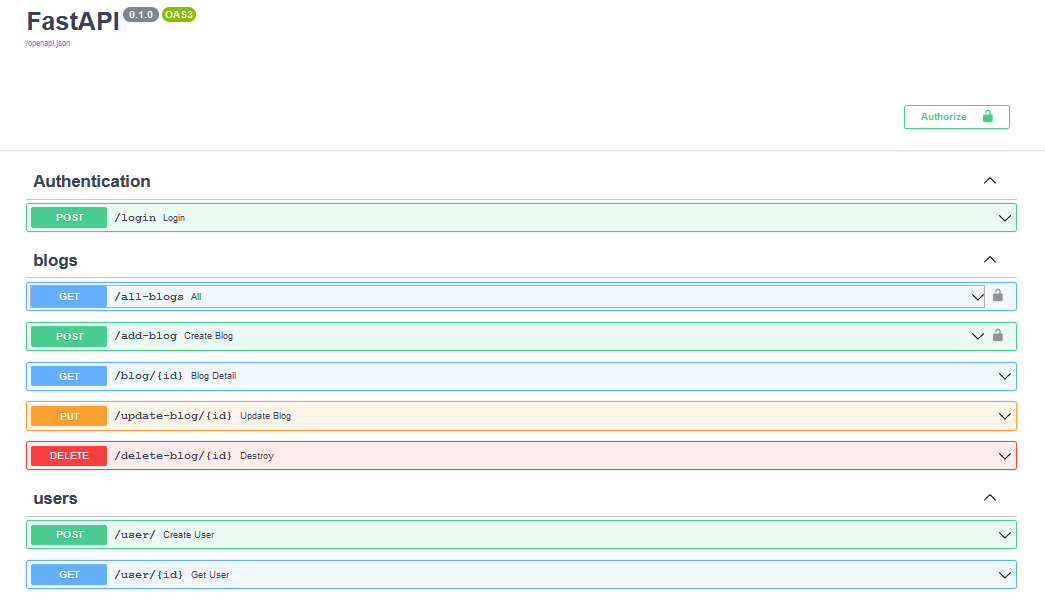 FastAPI 0.1.0 OAS3
/openapi.json
Authorize
Authentication
POST /login Login
blogs
GET /all-blogs All
POST /add-blog Create Blog
GET /blog/{id} Blog Detail
PUT /update-blog/{id} Update Blog
DELETE /delete-blog/{id} Destroy
users
POST /user/ Create User
GET /user/{id} Get User